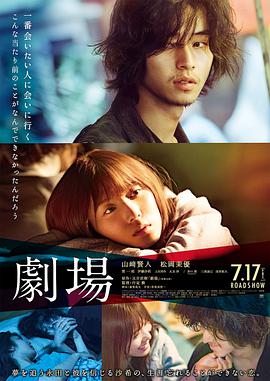 一番会いたい人に会いに行く。
こんな当たり前のことがなんでできなかったんだろう
山﨑賢人 松岡茉優
劇場
7.17
ROADSHOW
夢を追う永田と彼を信じる沙希の、生涯忘れることができない恋。